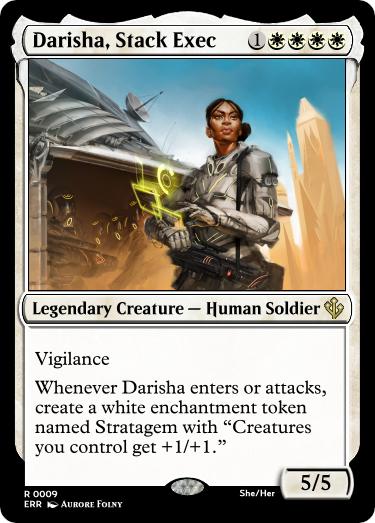 Darisha, Stack Exec 1
Legendary Creature — Human Soldier
Vigilance
Whenever Darisha enters or attacks,
create a white enchantment token
named Stratagem with “Creatures
you control get +1/+1.”
5/5
R 0009
She/Her
ERR Aurore Folny